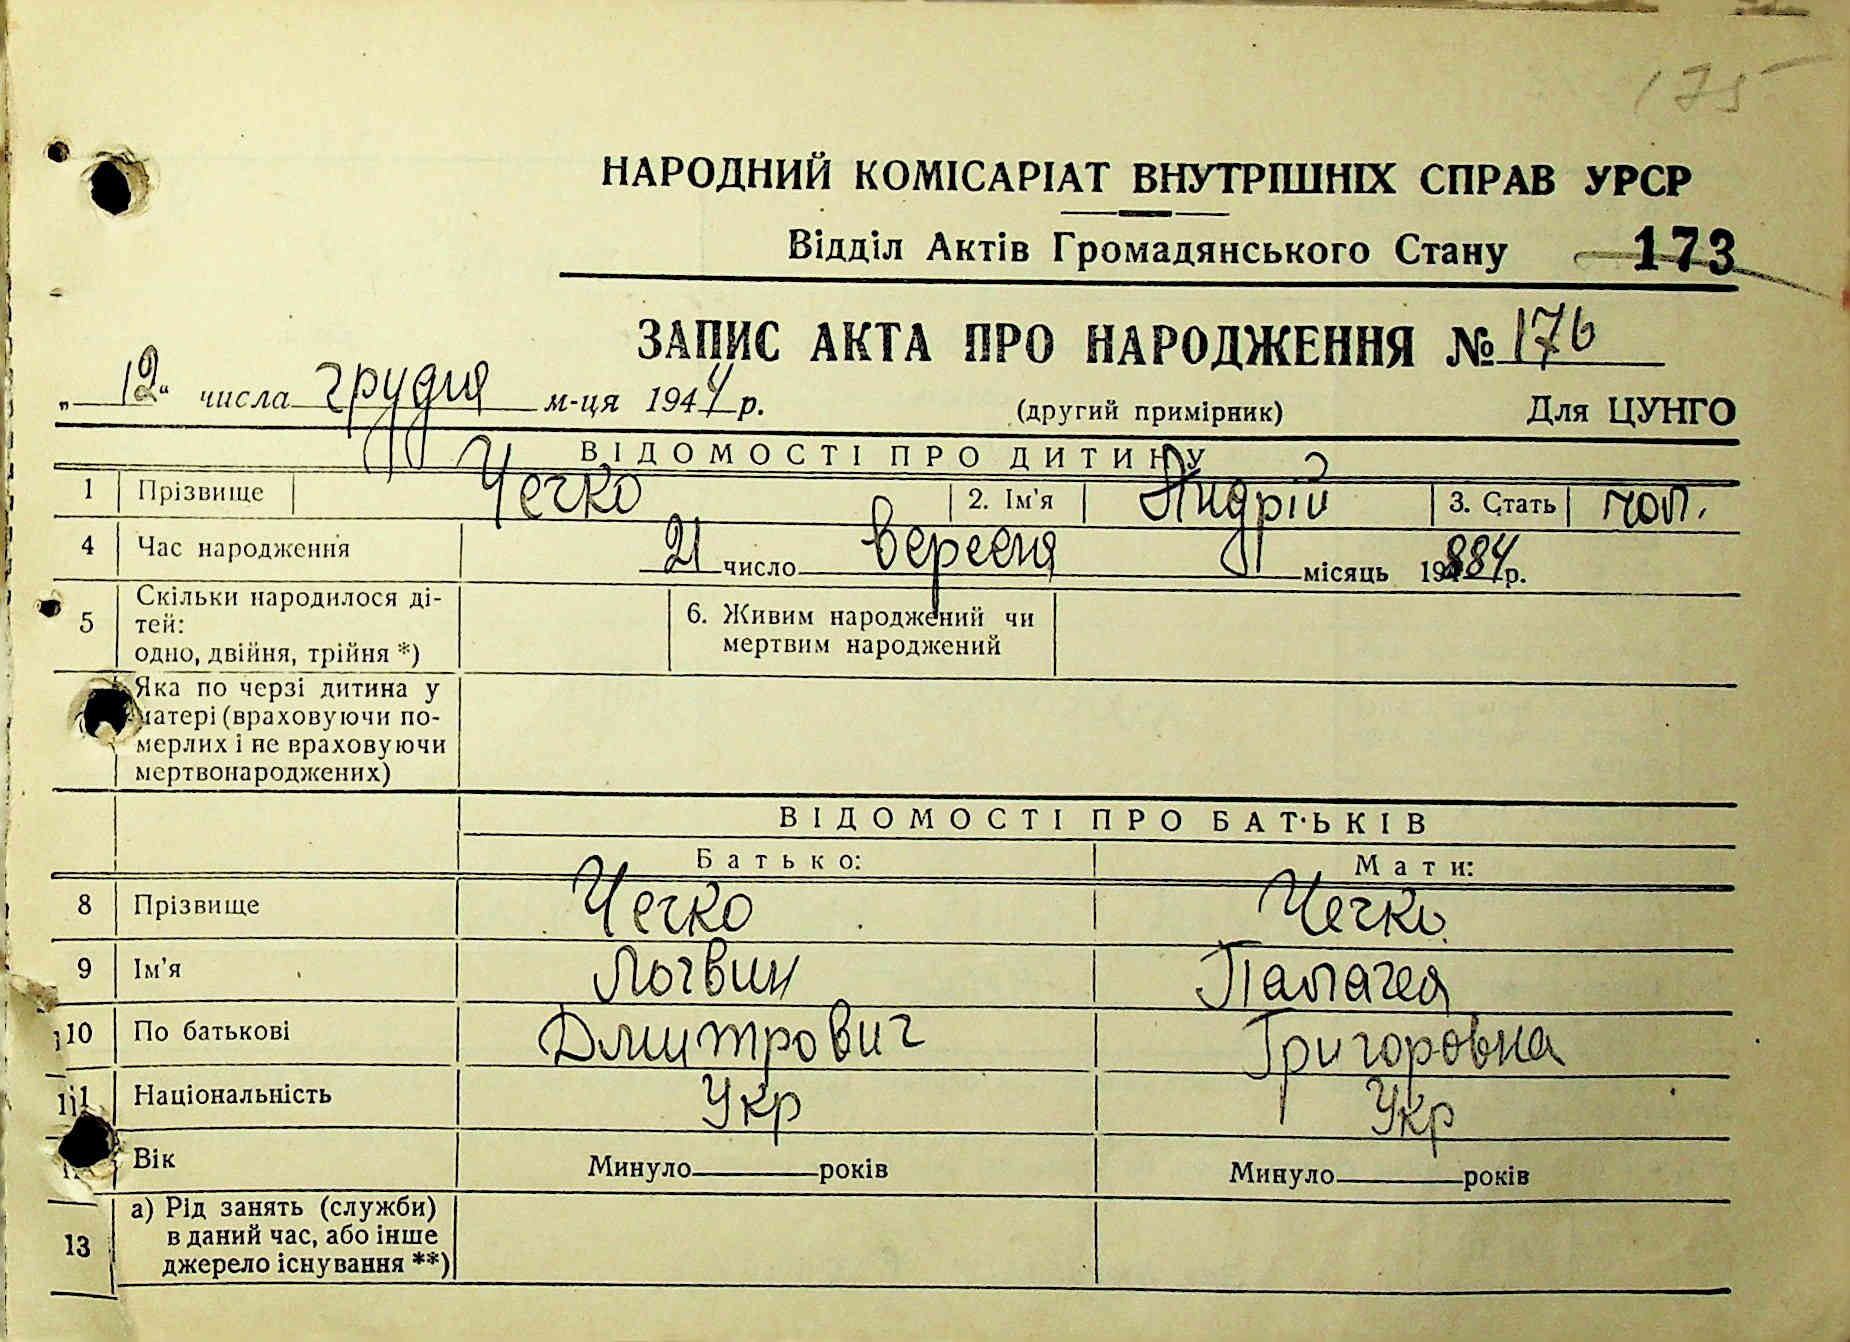 175
НАРОДНИЙ КОМІСАРІАТ ВНУТРІШНІХ СПРАВ УРСР
Відділ Актів Громадянського Стану 173
ЗАПИС АКТА ПРО НАРОДЖЕННЯ № 176
„ 12 “ числа грудня м-ця 1944 р. (другий примірник) Для ЦУНГО
ВІДОМОСТІ ПРО ДИТИНУ
1 Прізвище Чечко 2. Ім'я Андрій 3. Стать чол.
4 Час народження 21 число вересня місяць 1884 р.
5 Скільки народилося ді-
тей:
одно, двійня, трійня *)
6. Живим народжений чи
мертвим народжений
Яка по черзі дитина у
матері (враховуючи по-
мерлих і не враховуючи
мертвонароджених)
ВІДОМОСТІ ПРО БАТЬКІВ
Батько: Мати:
8 Прізвище Чечко Чечко
9 Ім'я Логвин Палагея
10 По батькові Дмитрович Григоровна
11 Національність Укр Укр
Вік Минуло років Минуло років
13 а) Рід занять (служби)
в даний час, або інше
джерело існування **)